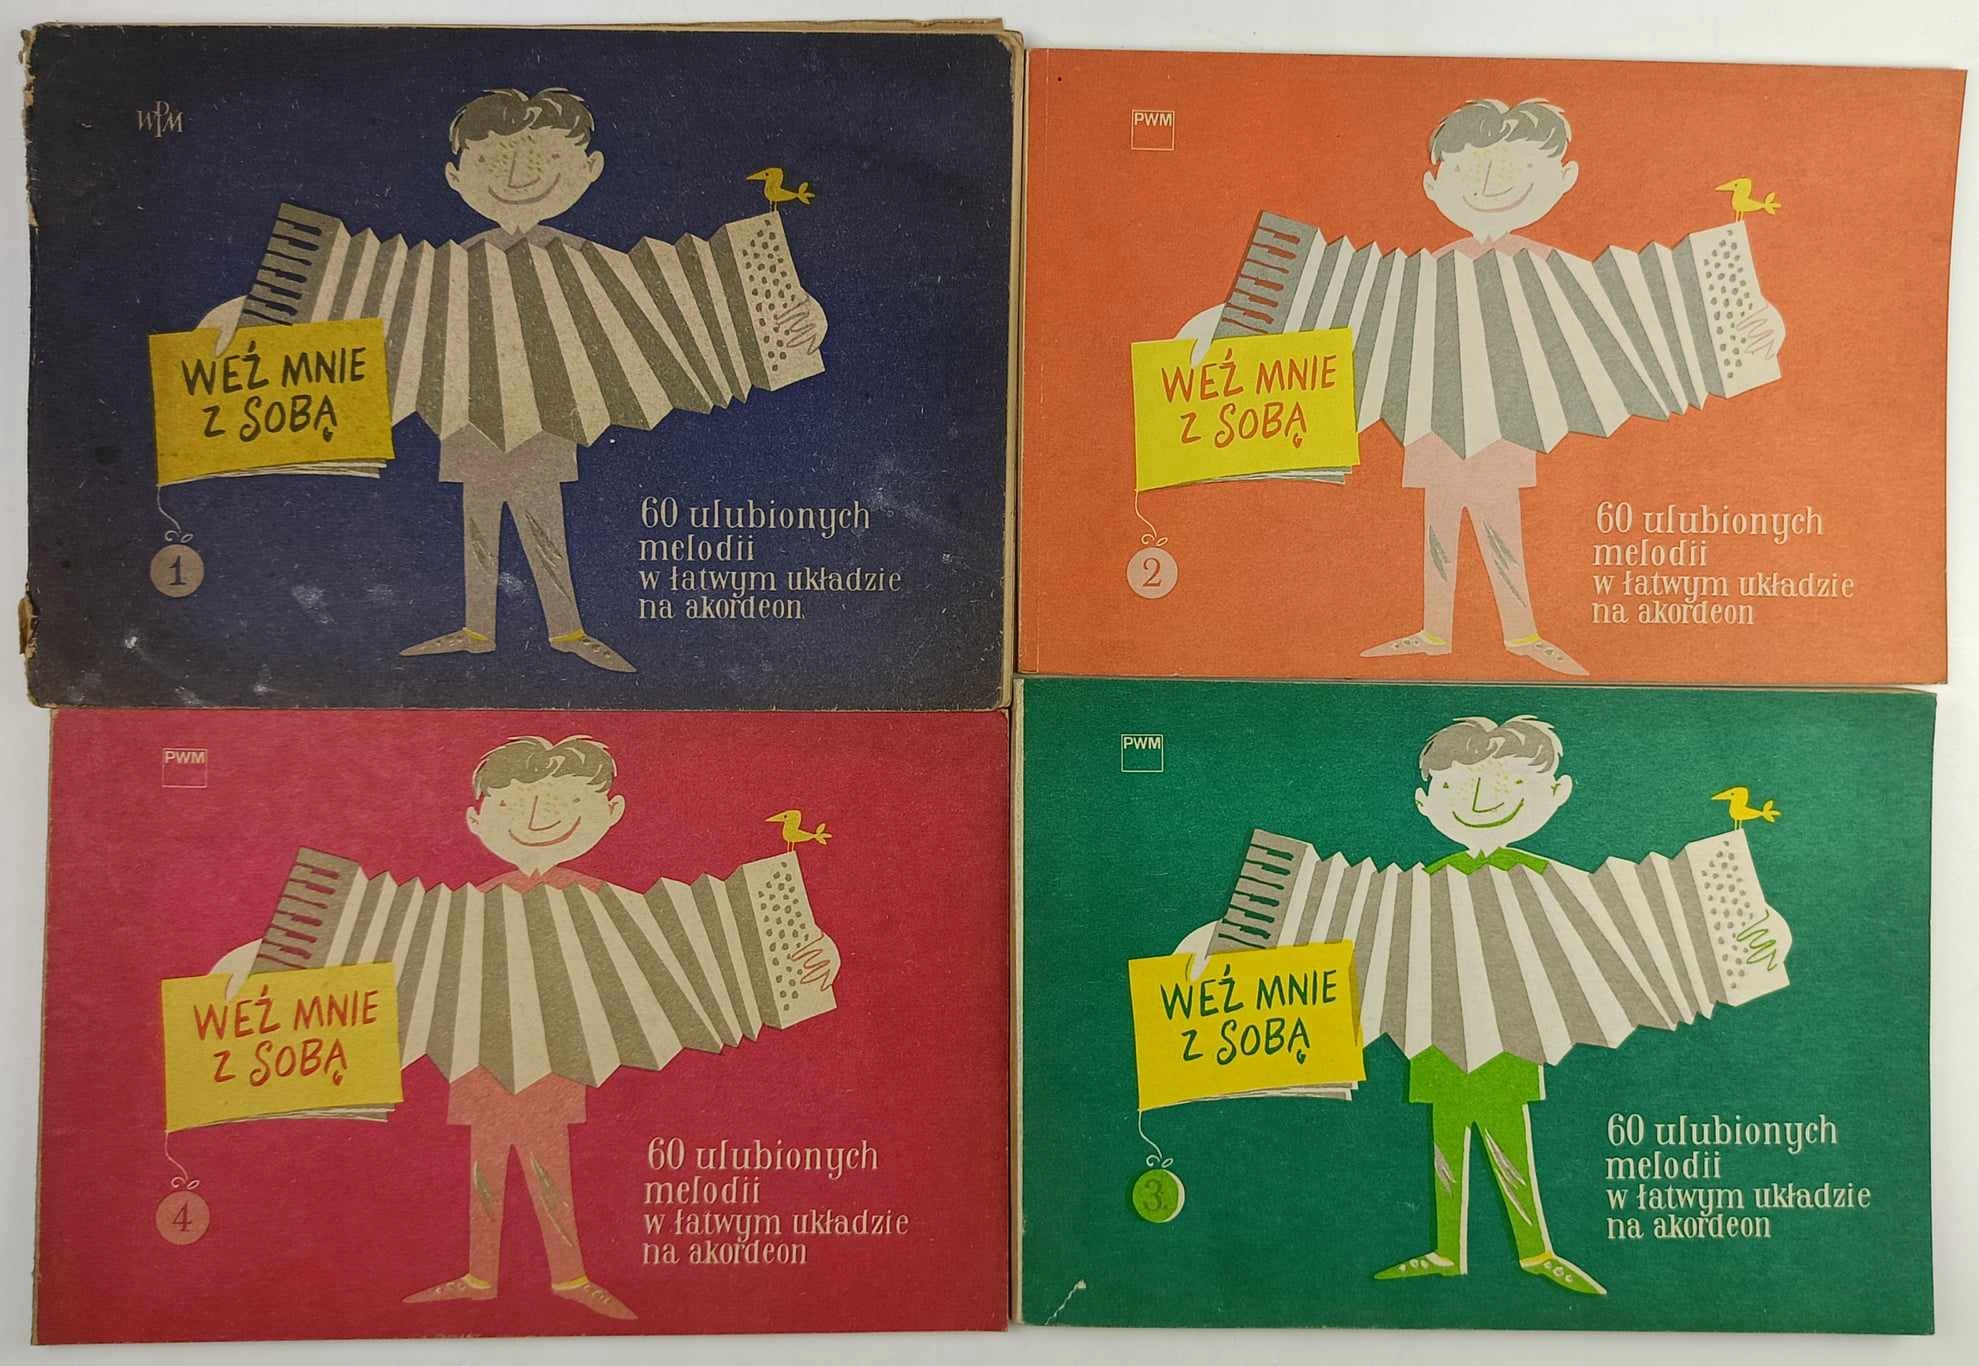 WPM
WEŹ MNIE
Z SOBĄ
1
60 ulubionych
melodii
w łatwym układzie
na akordeon
PWM
WEŹ MNIE
Z SOBĄ
2
60 ulubionych
melodii
w łatwym układzie
na akordeon
PWM
WEŹ MNIE
Z SOBĄ
4
60 ulubionych
melodii
w łatwym układzie
na akordeon
PWM
WEŹ MNIE
Z SOBĄ
3
60 ulubionych
melodii
w łatwym układzie
na akordeon